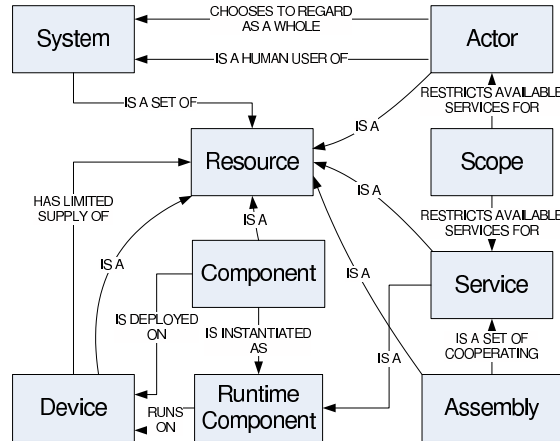 CHOOSES TO REGARD
AS A WHOLE
System
Actor
IS A HUMAN USER OF
IS A SET OF
RESTRICTS AVAILABLE
SERVICES FOR
IS A
Resource
Scope
HAS LIMITED
SUPPLY OF
IS A
RESTRICTS AVAILABLE
SERVICES FOR
IS A
IS A
Component
IS A
Service
IS DEPLOYED
ON
IS INSTANTIATED
AS
IS A SET OF
COOPERATING
IS A
Device
RUNS
ON
Runtime
Component
Assembly